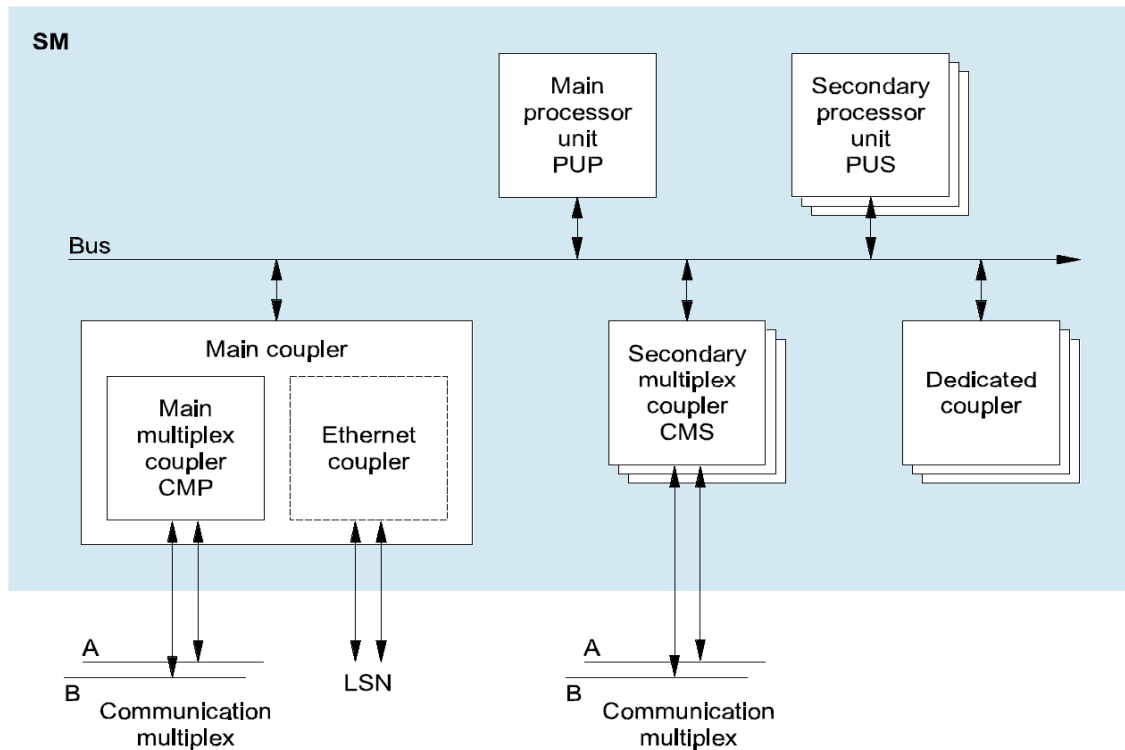 SM
Main
processor
unit
PUP
Secondary
processor
unit
PUS
Bus
Main coupler
Main
multiplex
coupler
CMP
Ethernet
coupler
Secondary
multiplex
coupler
CMS
Dedicated
coupler
A
B
Communication
multiplex
LSN
A
B
Communication
multiplex